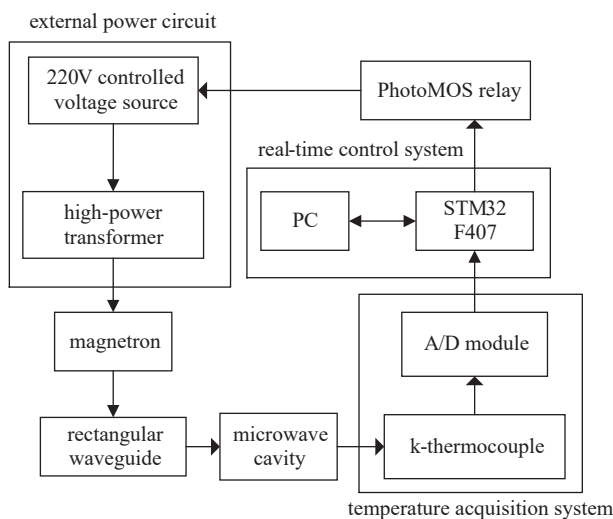 external power circuit
220V controlled
voltage source
PhotoMOS relay
real-time control system
high-power
transformer
PC
STM32
F407
magnetron
A/D module
rectangular
waveguide
microwave
cavity
k-thermocouple
temperature acquisition system